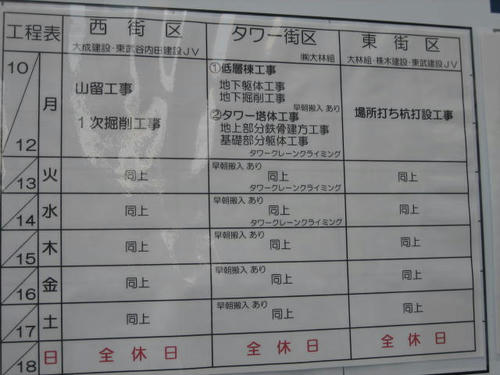 工程表 西街区 タワー街区 東街区
大成建設・東武谷内田建設JV ㈱大林組 大林組・株木建設・東武建設JV
10/12 月
山留工事
1次掘削工事
①低層棟工事
地下躯体工事
地下掘削工事
早朝搬入 あり
②タワー塔体工事
地上部分鉄骨建方工事
基礎部分躯体工事
タワークレーンクライミング
場所打ち杭打設工事
13 火 同上 早朝搬入 あり 同上 タワークレーンクライミング 同上
14 水 同上 早朝搬入 あり 同上 タワークレーンクライミング 同上
15 木 同上 早朝搬入 あり 同上 同上
16 金 同上 早朝搬入 あり 同上 同上
17 土 同上 早朝搬入 あり 同上 同上
18 日 全休日 全休日 全休日